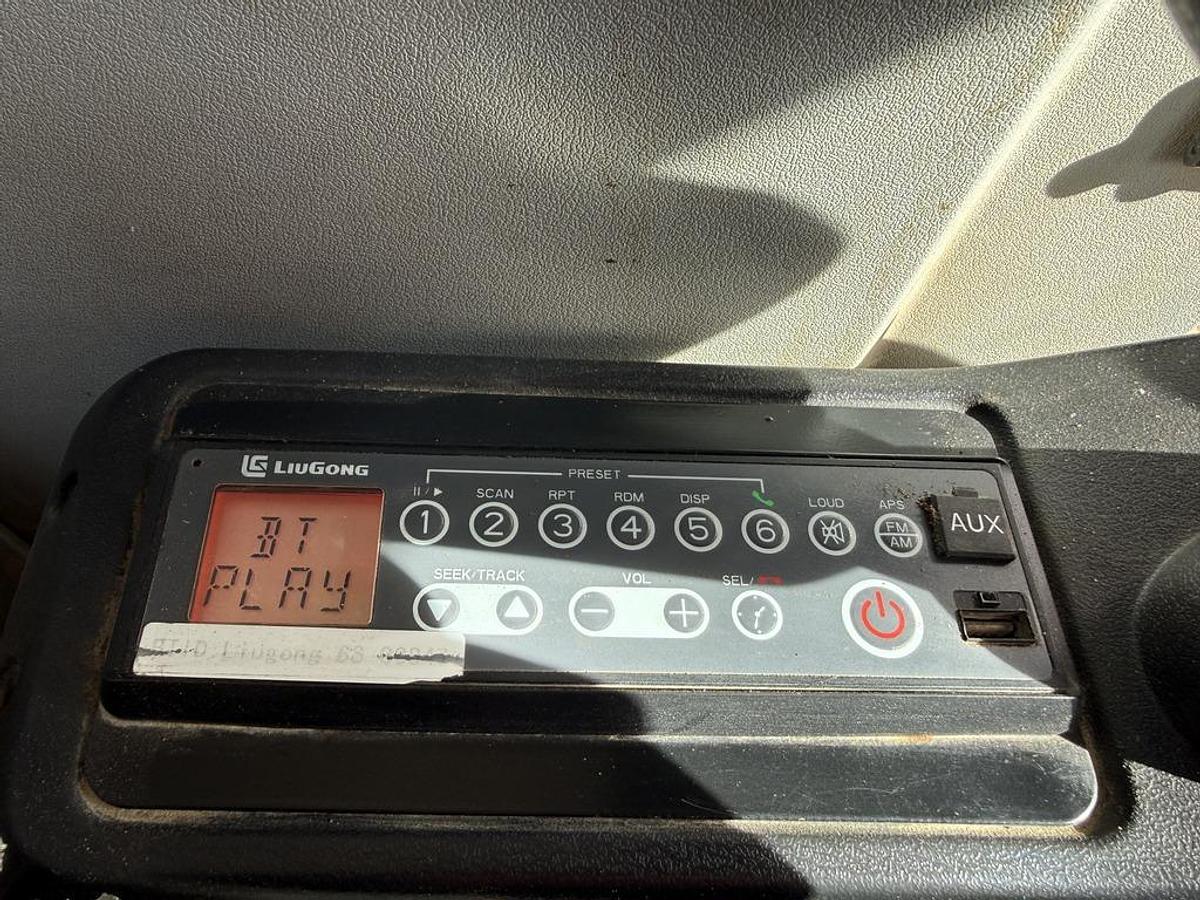 LiuGong
PRESET
II / ▶ SCAN RPT RDM DISP LOUD APS
1 2 3 4 5 6 FM AM AUX
BT
PLAY
SEEK/TRACK VOL SEL/
Liugong